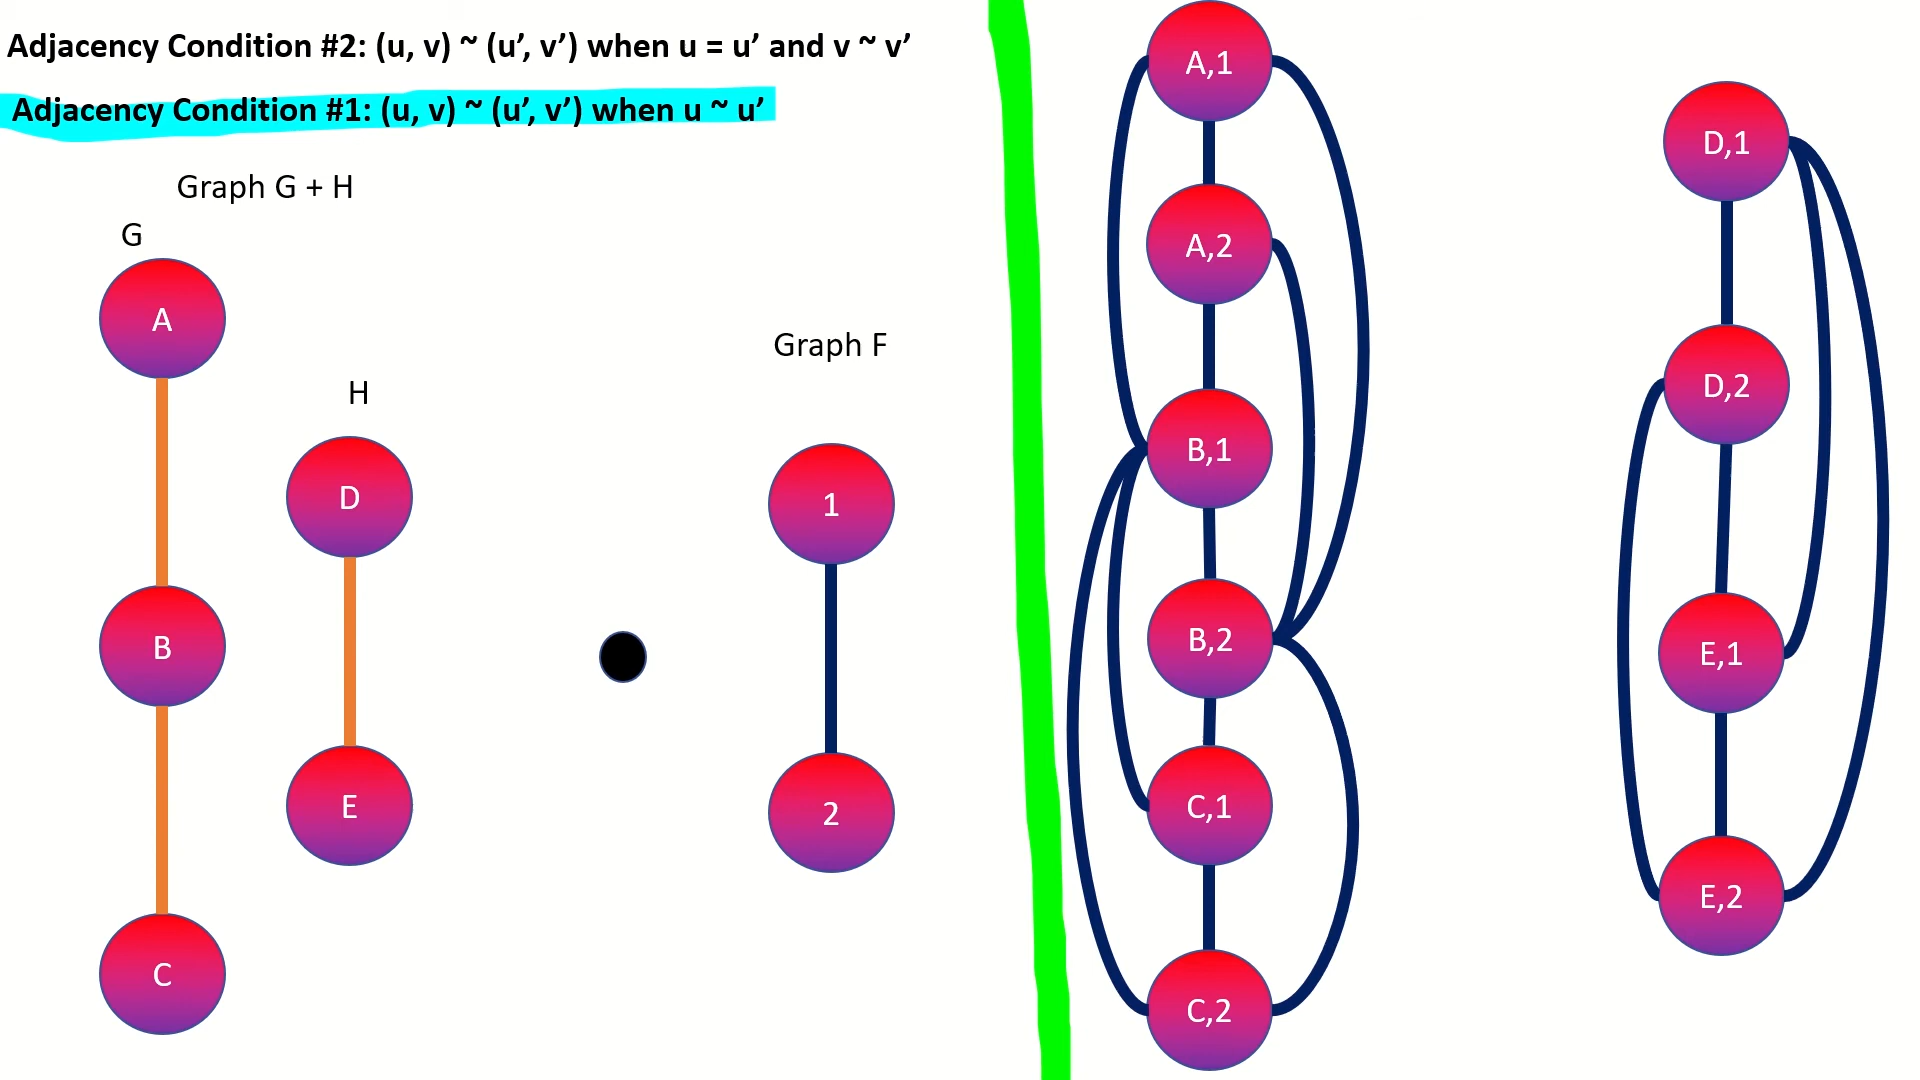 Adjacency Condition #2: (u, v) ~ (u’, v’) when u = u’ and v ~ v’
Adjacency Condition #1: (u, v) ~ (u’, v’) when u ~ u’
Graph G + H
G
A
B
C
H
D
E
Graph F
1
2
A,1
A,2
B,1
B,2
C,1
C,2
D,1
D,2
E,1
E,2